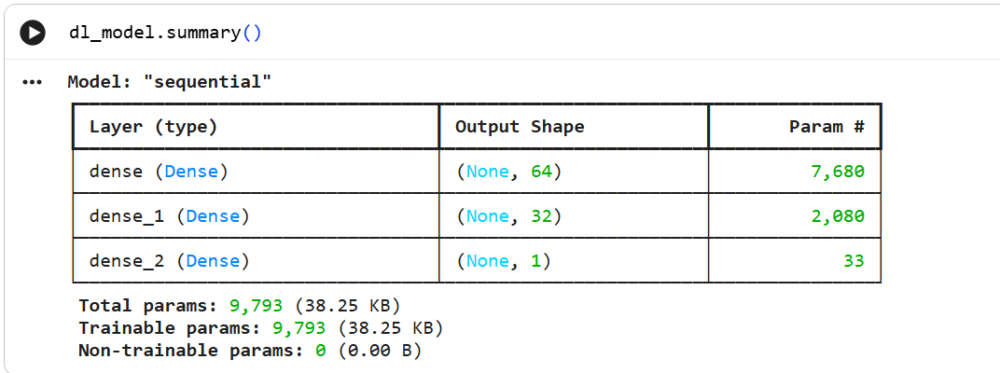 dl_model.summary()
Model: "sequential"
Layer (type) Output Shape Param #
dense (Dense) (None, 64) 7,680
dense_1 (Dense) (None, 32) 2,080
dense_2 (Dense) (None, 1) 33
Total params: 9,793 (38.25 KB)
Trainable params: 9,793 (38.25 KB)
Non-trainable params: 0 (0.00 B)